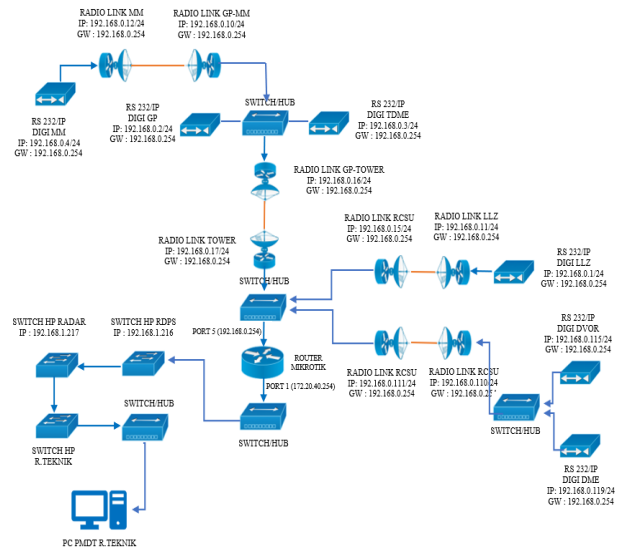 RADIO LINK MM
IP: 192.168.0.12/24
GW : 192.168.0.254
RADIO LINK GP-MM
IP: 192.168.0.10/24
GW : 192.168.0.254
RS 232/IP
DIGI MM
IP: 192.168.0.4/24
GW : 192.168.0.254
RS 232/IP
DIGI GP
IP: 192.168.0.2/24
GW : 192.168.0.254
SWITCH/HUB
RS 232/IP
DIGI TDME
IP: 192.168.0.3/24
GW : 192.168.0.254
RADIO LINK GP-TOWER
IP: 192.168.0.16/24
GW : 192.168.0.254
RADIO LINK TOWER
IP: 192.168.0.17/24
GW : 192.168.0.254
SWITCH/HUB
RADIO LINK RCSU
IP: 192.168.0.15/24
GW : 192.168.0.254
RADIO LINK LLZ
IP: 192.168.0.11/24
GW : 192.168.0.254
RS 232/IP
DIGI LLZ
IP: 192.168.0.1/24
GW : 192.168.0.254
PORT 5 (192.168.0.254)
ROUTER
MIKROTIK
PORT 1 (172.20.40.254)
SWITCH/HUB
RADIO LINK RCSU
IP: 192.168.0.111/24
GW : 192.168.0.254
RADIO LINK RCSU
IP: 192.168.0.110/24
GW : 192.168.0.25
RS 232/IP
DIGI DVOR
IP: 192.168.0.115/24
GW : 192.168.0.254
SWITCH/HUB
RS 232/IP
DIGI DME
IP: 192.168.0.119/24
GW : 192.168.0.254
SWITCH HP RADAR
IP : 192.168.1.217
SWITCH HP RDPS
IP : 192.168.1.216
SWITCH HP
R.TEKNIK
SWITCH/HUB
PC PMDT R.TEKNIK